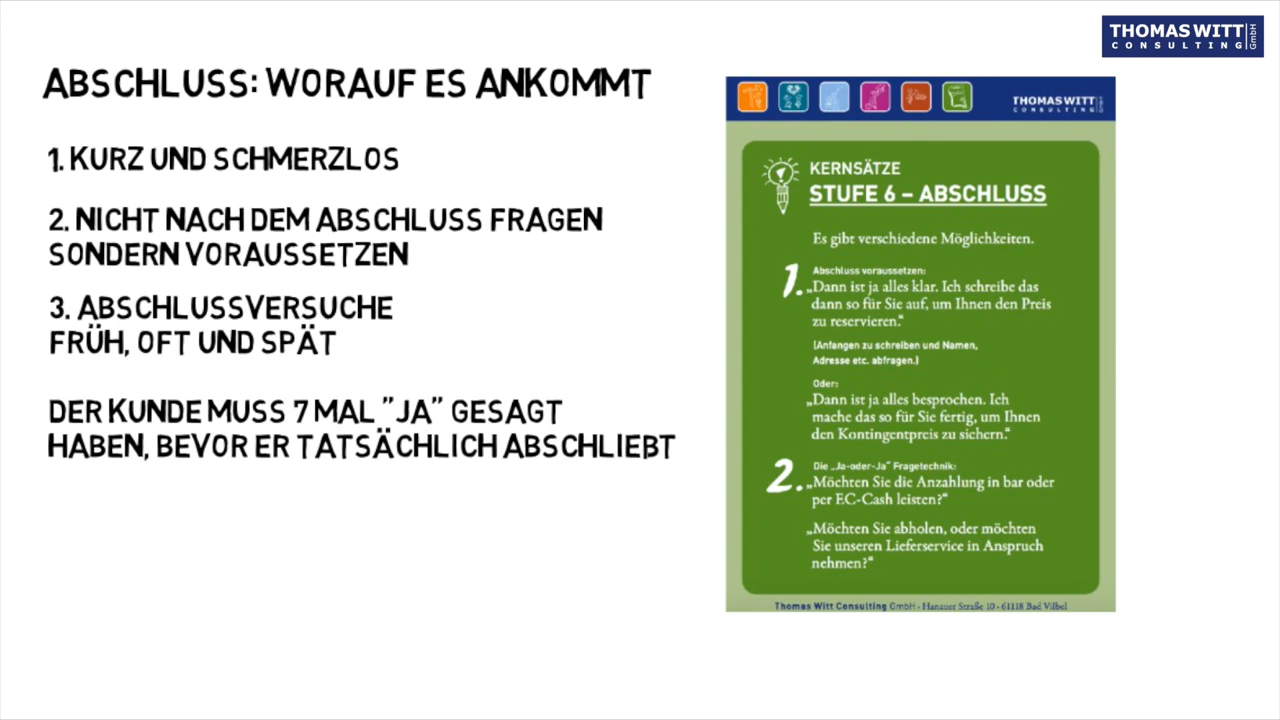 THOMAS WITT GmbH
CONSULTING
ABSCHLUSS: WORAUF ES ANKOMMT
1. KURZ UND SCHMERZLOS
2. NICHT NACH DEM ABSCHLUSS FRAGEN
SONDERN VORAUSSETZEN
3. ABSCHLUSSVERSUCHE
FRÜH, OFT UND SPÄT
DER KUNDE MUSS 7 MAL "JA" GESAGT
HABEN, BEVOR ER TATSÄCHLICH ABSCHLIEßT
THOMAS WITT GmbH
CONSULTING
KERNSÄTZE
STUFE 6 – ABSCHLUSS
Es gibt verschiedene Möglichkeiten.
1. Abschluss voraussetzen:
„Dann ist ja alles klar. Ich schreibe das
dann so für Sie auf, um Ihnen den Preis
zu reservieren.“
(Anfangen zu schreiben und Namen,
Adresse etc. abfragen.)
Oder:
„Dann ist ja alles besprochen. Ich
mache das so für Sie fertig, um Ihnen
den Kontingentpreis zu sichern.“
2. Die „Ja-oder-Ja“ Fragetechnik:
„Möchten Sie die Anzahlung in bar oder
per EC-Cash leisten?“
„Möchten Sie abholen, oder möchten
Sie unseren Lieferservice in Anspruch
nehmen?“
Thomas Witt Consulting GmbH · Hanauer Straße 10 · 61118 Bad Vilbel